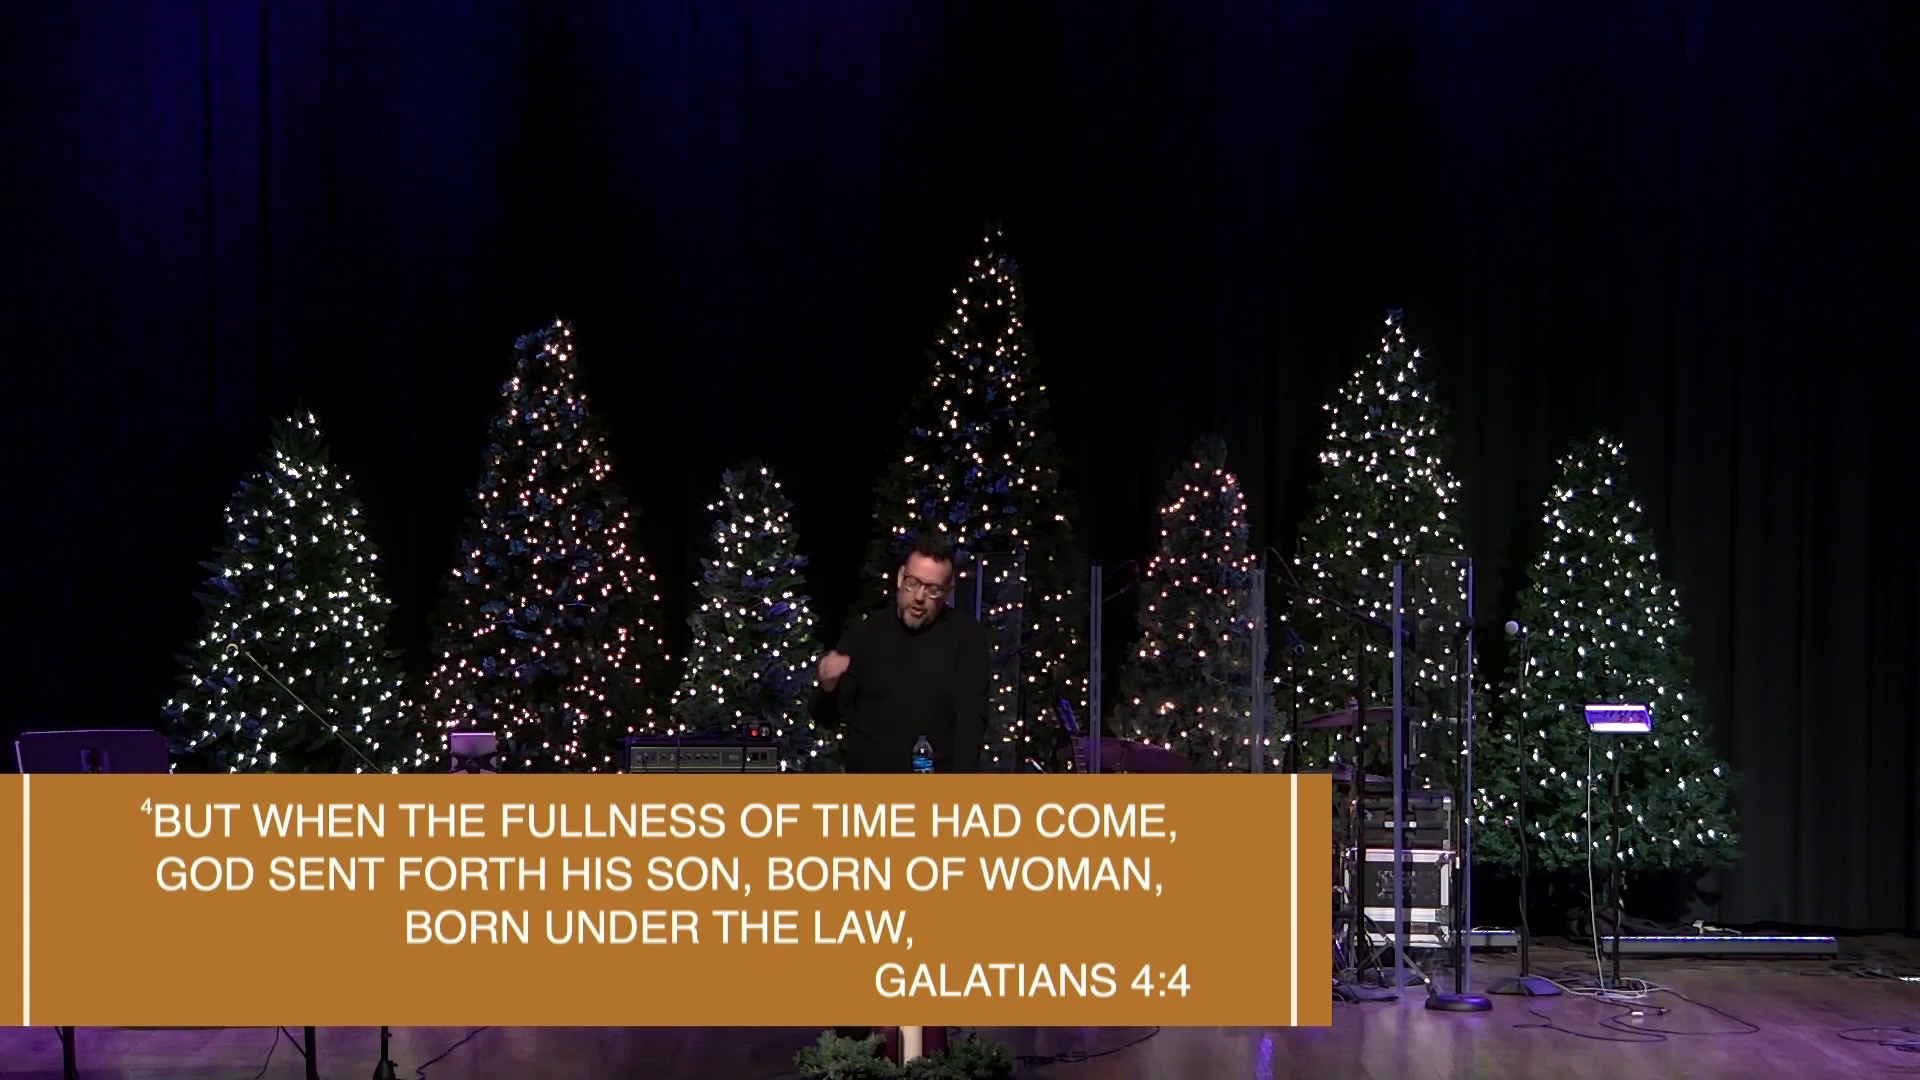 ⁴BUT WHEN THE FULLNESS OF TIME HAD COME,
GOD SENT FORTH HIS SON, BORN OF WOMAN,
BORN UNDER THE LAW,
GALATIANS 4:4